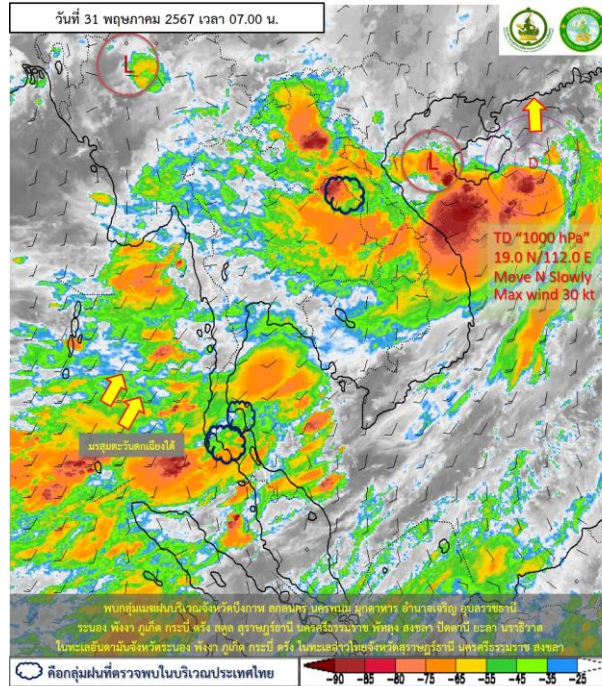 วันที่ 31 พฤษภาคม 2567 เวลา 07.00 น.
L
L
D
TD "1000 hPa"
19.0 N/112.0 E
Move N Slowly
Max wind 30 kt
มรสุมตะวันตกเฉียงใต้
พบกลุ่มเมฆฝนบริเวณจังหวัดบึงกาฬ สกลนคร นครพนม มุกดาหาร อำนาจเจริญ อุบลราชธานี
ระนอง พังงา ภูเก็ต กระบี่ ตรัง สตูล สุราษฎร์ธานี นครศรีธรรมราช พัทลุง สงขลา ปัตตานี ยะลา นราธิวาส
ในทะเลอันดามันจังหวัดระนอง พังงา ภูเก็ต กระบี่ ตรัง ในทะเลอ่าวไทยจังหวัดสุราษฎร์ธานี นครศรีธรรมราช สงขลา
คือกลุ่มฝนที่ตรวจพบในบริเวณประเทศไทย
-90 -85 -80 -75 -65 -55 -45 -35 -25